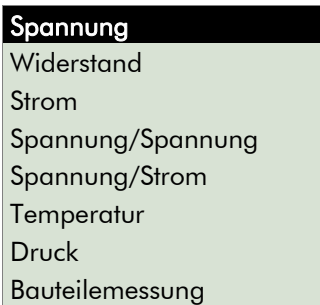 Spannung
Widerstand
Strom
Spannung/Spannung
Spannung/Strom
Temperatur
Druck
Bauteilemessung